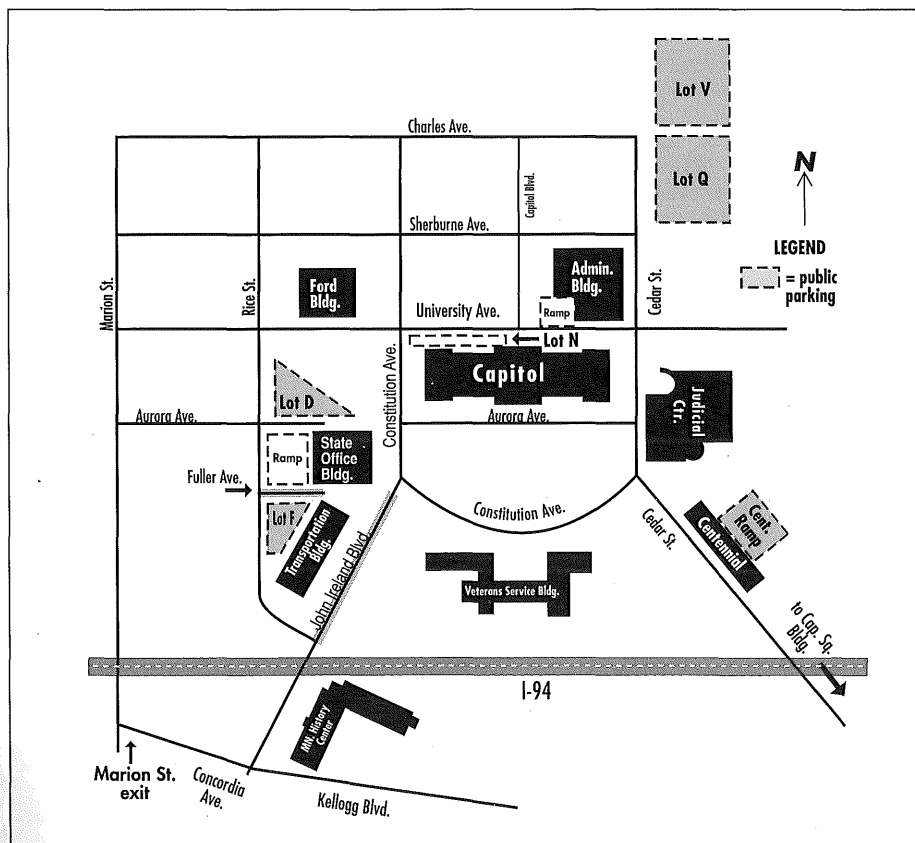 Lot V
Charles Ave.
Lot Q
N
Capitol Blvd.
Sherburne Ave.
LEGEND
= public
parking
Marion St.
Rice St.
Ford
Bldg.
Admin.
Bldg.
Cedar St.
University Ave.
Ramp
Lot N
Constitution Ave.
Capitol
Lot D
Judicial
Ctr.
Aurora Ave.
Aurora Ave.
Ramp
State
Office
Bldg.
Fuller Ave.
Lot F
Transportation
Bldg.
John Ireland Blvd.
Constitution Ave.
Cedar St.
Cent.
Ramp
Centennial
Veterans Service Bldg.
to Cap. Sq.
Bldg.
I-94
MN. History
Center
Marion St.
exit
Concordia
Ave.
Kellogg Blvd.